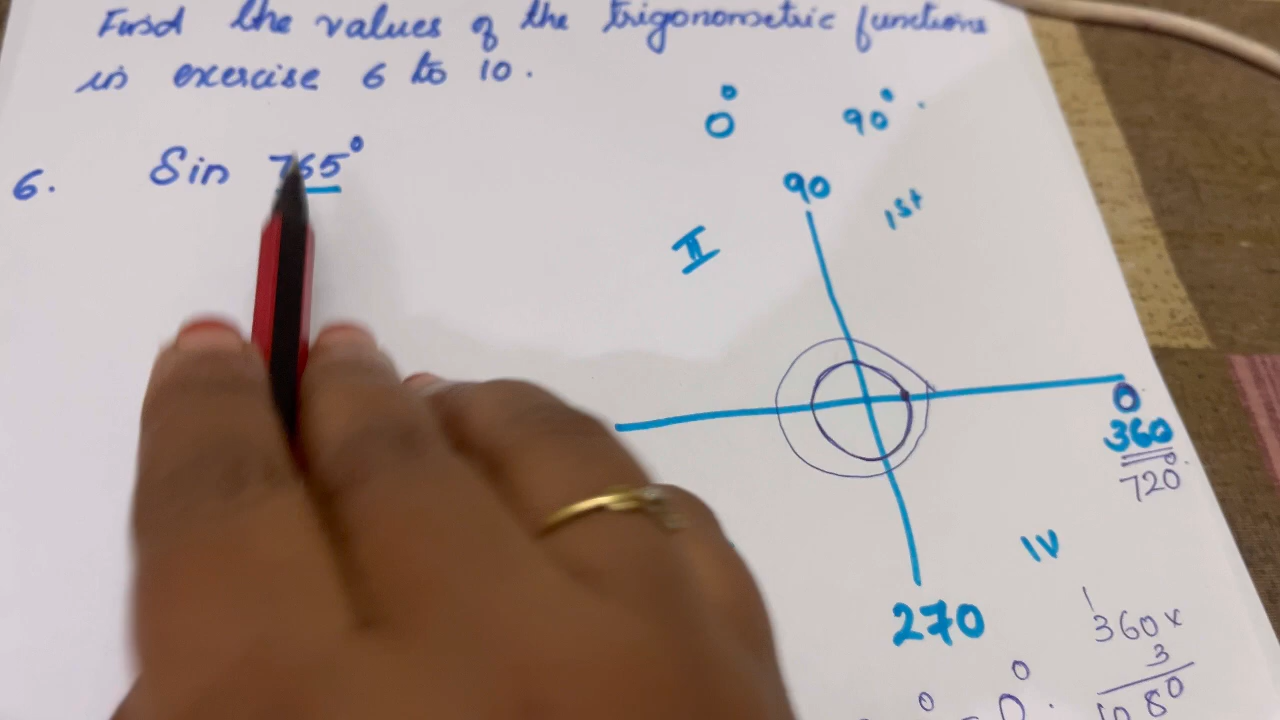 Find the values of the trigonometric functions
in exercise 6 to 10.
6. Sin 765°
0° 90°
90
1st
II
0
360
720°
IV
270
360×
3
1080